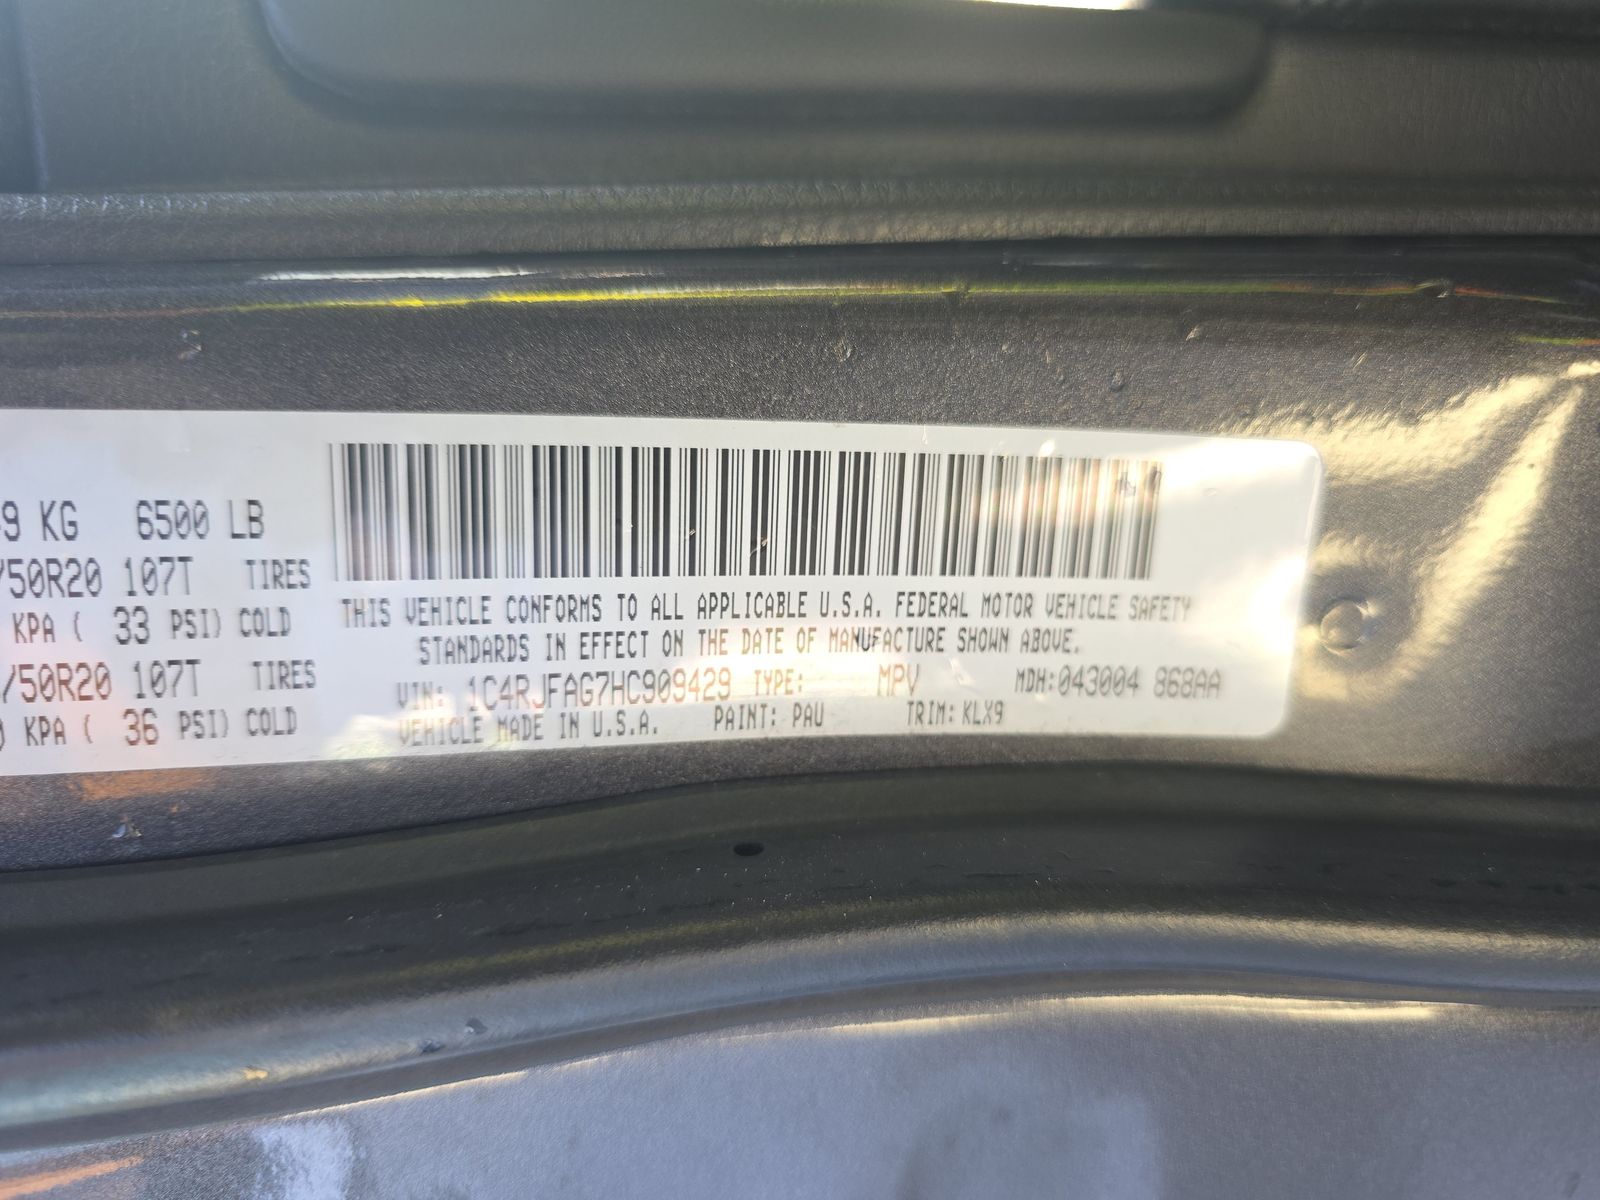 9 KG 6500 LB
/50R20 107T TIRES
KPA ( 33 PSI) COLD
/50R20 107T TIRES
KPA ( 36 PSI) COLD
THIS VEHICLE CONFORMS TO ALL APPLICABLE U.S.A. FEDERAL MOTOR VEHICLE SAFETY
STANDARDS IN EFFECT ON THE DATE OF MANUFACTURE SHOWN ABOVE.
VIN: 1C4RJFAG7HC909429 TYPE: MPV MDH:043004 868AA
VEHICLE MADE IN U.S.A. PAINT: PAU TRIM: KLX9